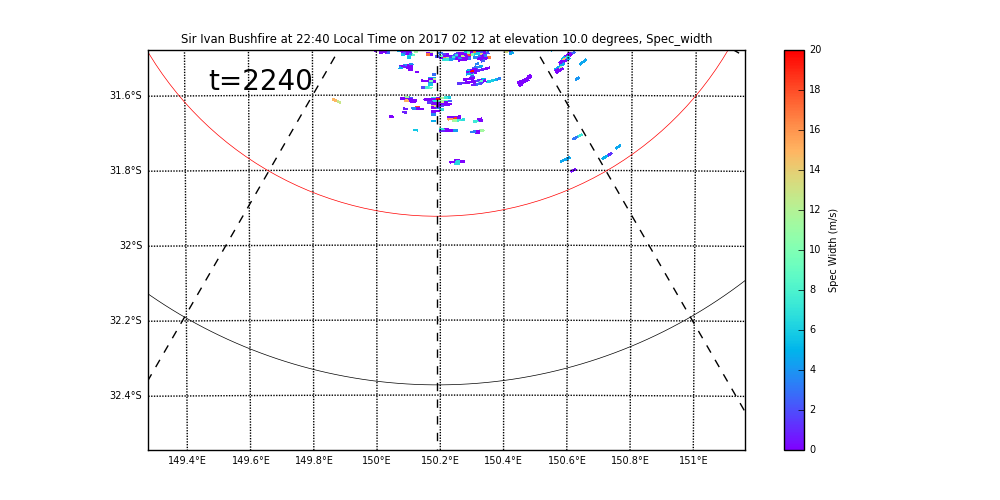 Sir Ivan Bushfire at 22:40 Local Time on 2017 02 12 at elevation 10.0 degrees, Spec_width
t=2240
31.6°S
31.8°S
32°S
32.2°S
32.4°S
149.4°E 149.6°E 149.8°E 150°E 150.2°E 150.4°E 150.6°E 150.8°E 151°E
20
18
16
14
12
10
8
6
4
2
0
Spec Width (m/s)